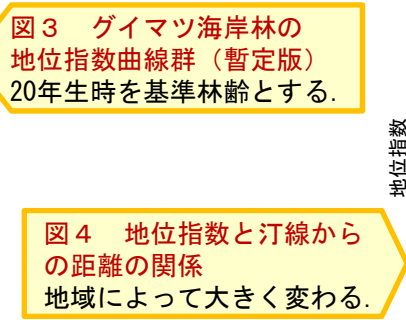 図３　グイマツ海岸林の
地位指数曲線群（暫定版）
20年生時を基準林齢とする.
地位指数
図４　地位指数と汀線から
の距離の関係
地域によって大きく変わる.